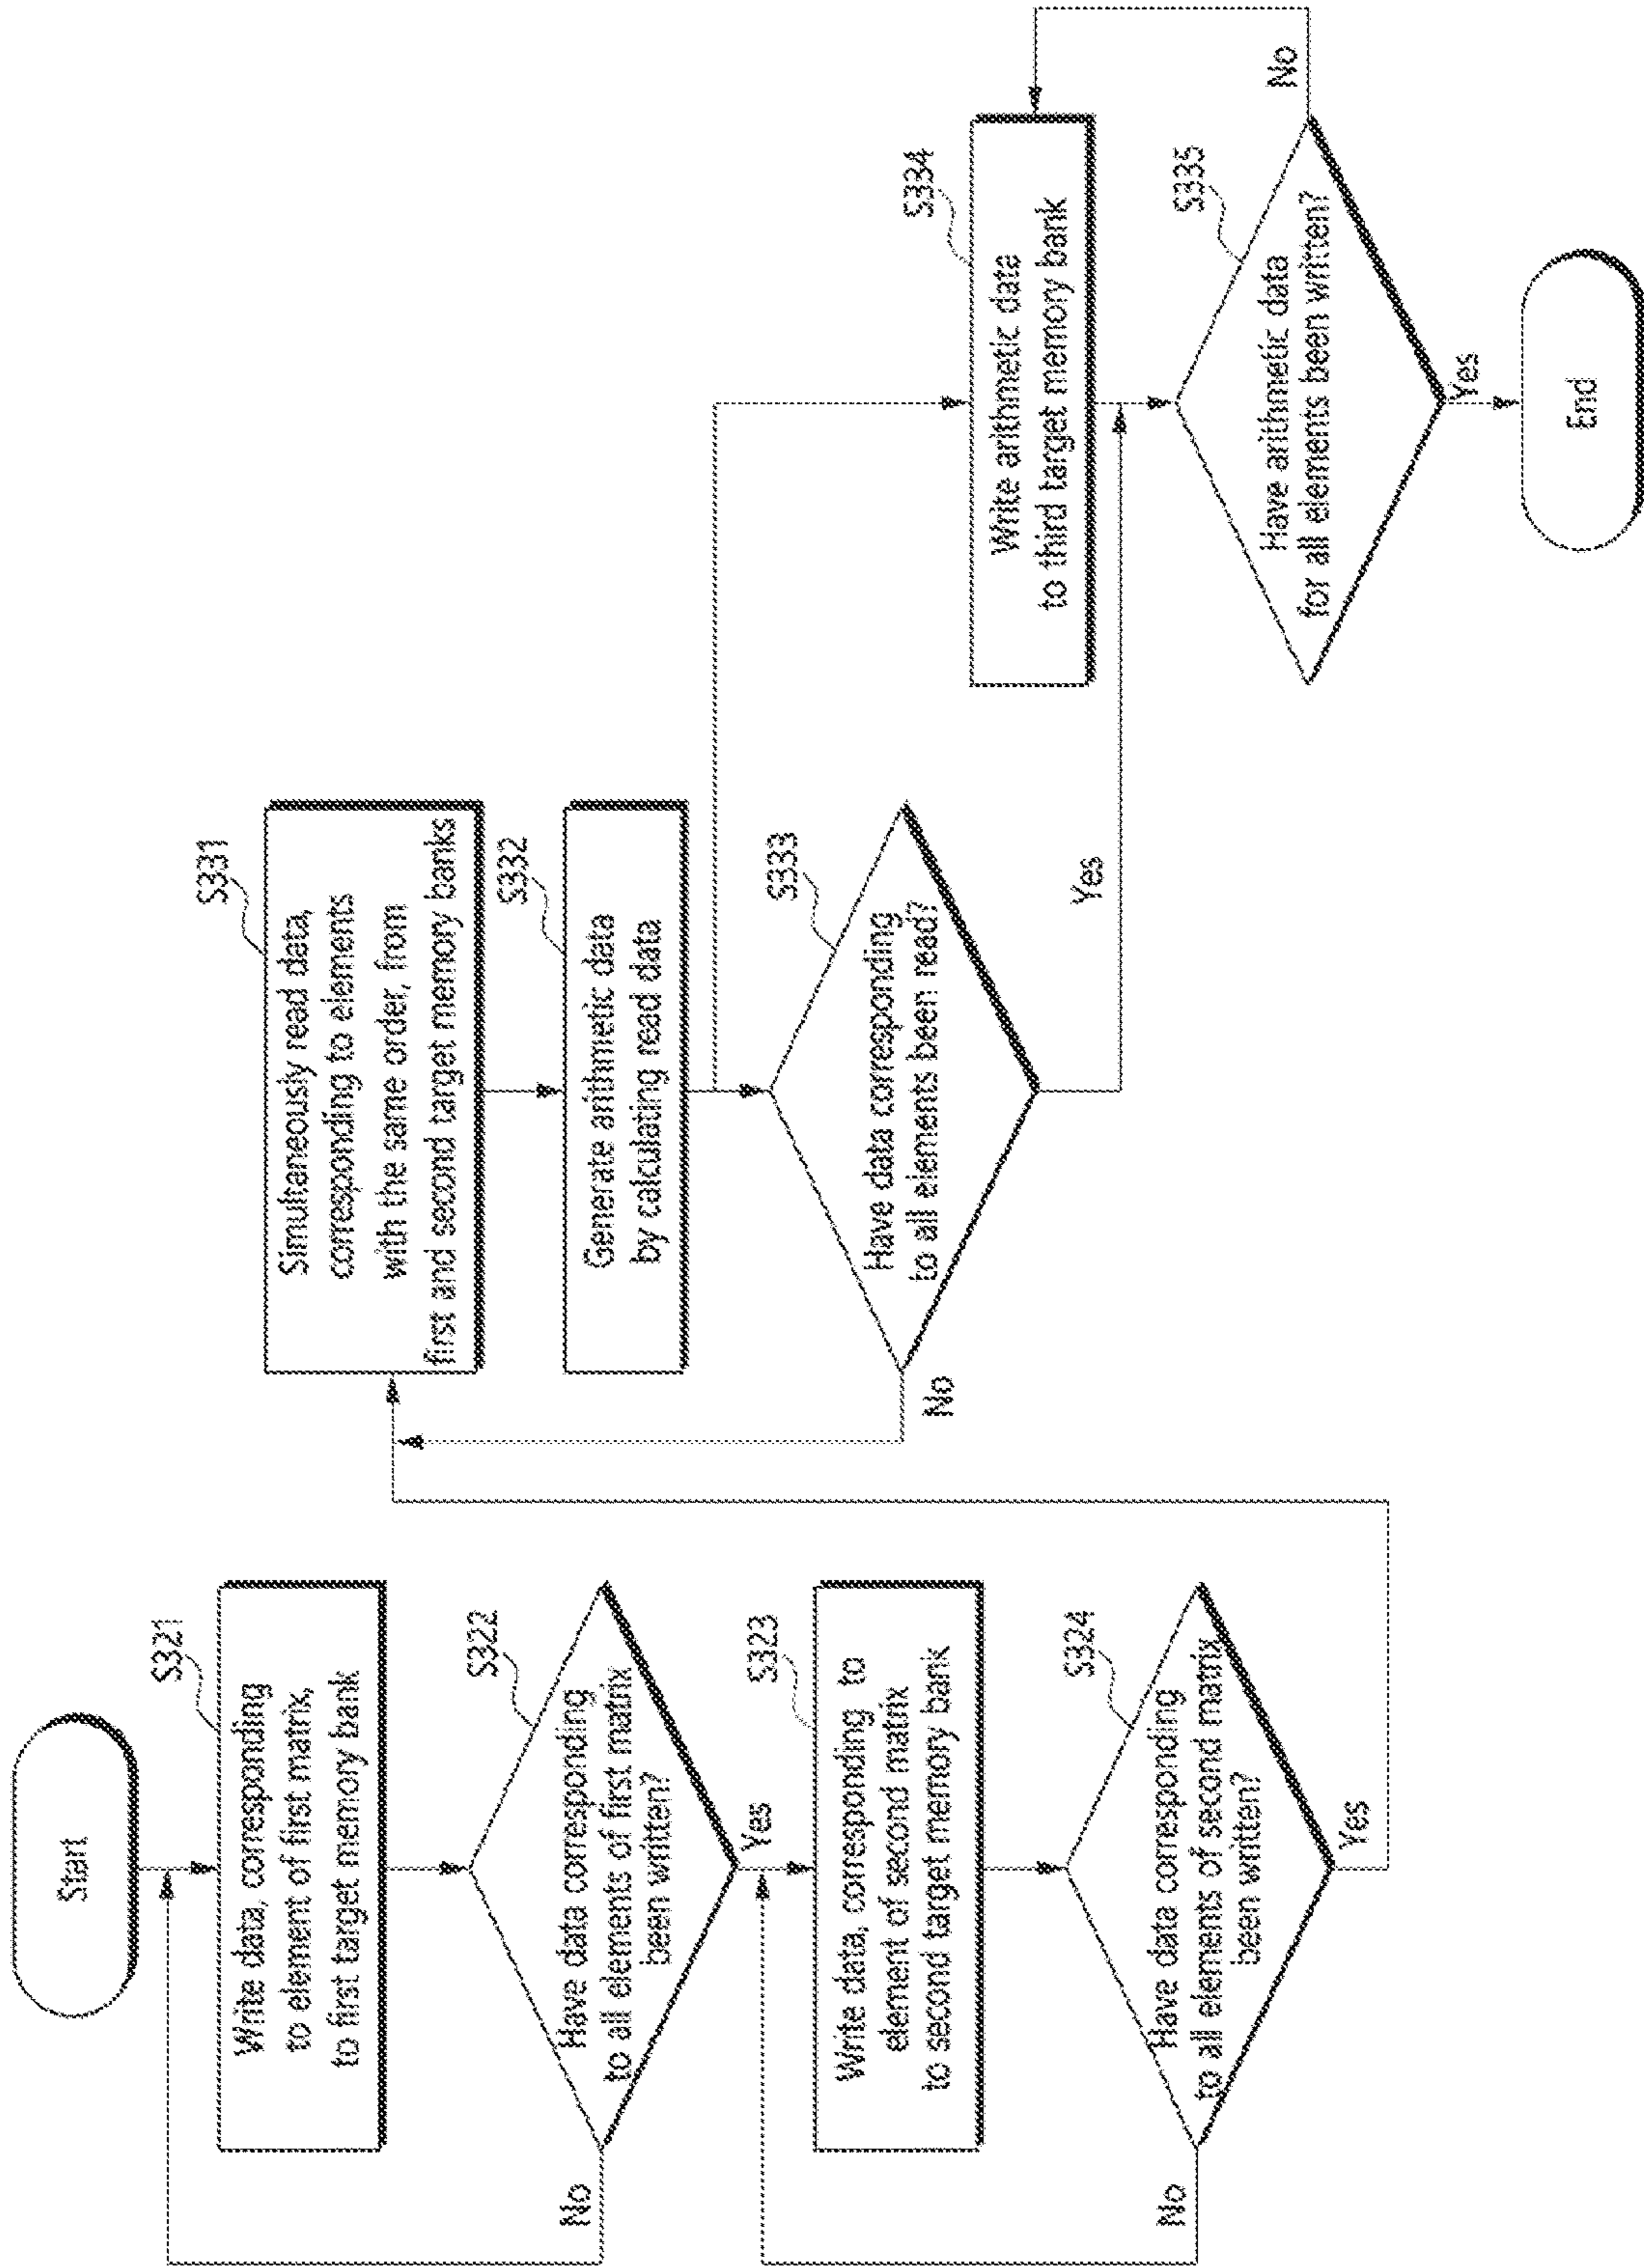 Start
S321
Write data, corresponding
to element of first matrix,
to first target memory bank
S322
Have data corresponding
to all elements of first matrix
been written?
No
Yes
S323
Write data, corresponding to
element of second matrix
to second target memory bank
S324
Have data corresponding
to all elements of second matrix
been written?
No
Yes
S331
Simultaneously read data,
corresponding to elements
with the same order, from
first and second target memory banks
S332
Generate arithmetic data
by calculating read data
S333
Have data corresponding
to all elements been read?
No
Yes
S334
Write arithmetic data
to third target memory bank
S335
Have arithmetic data
for all elements been written?
No
Yes
End